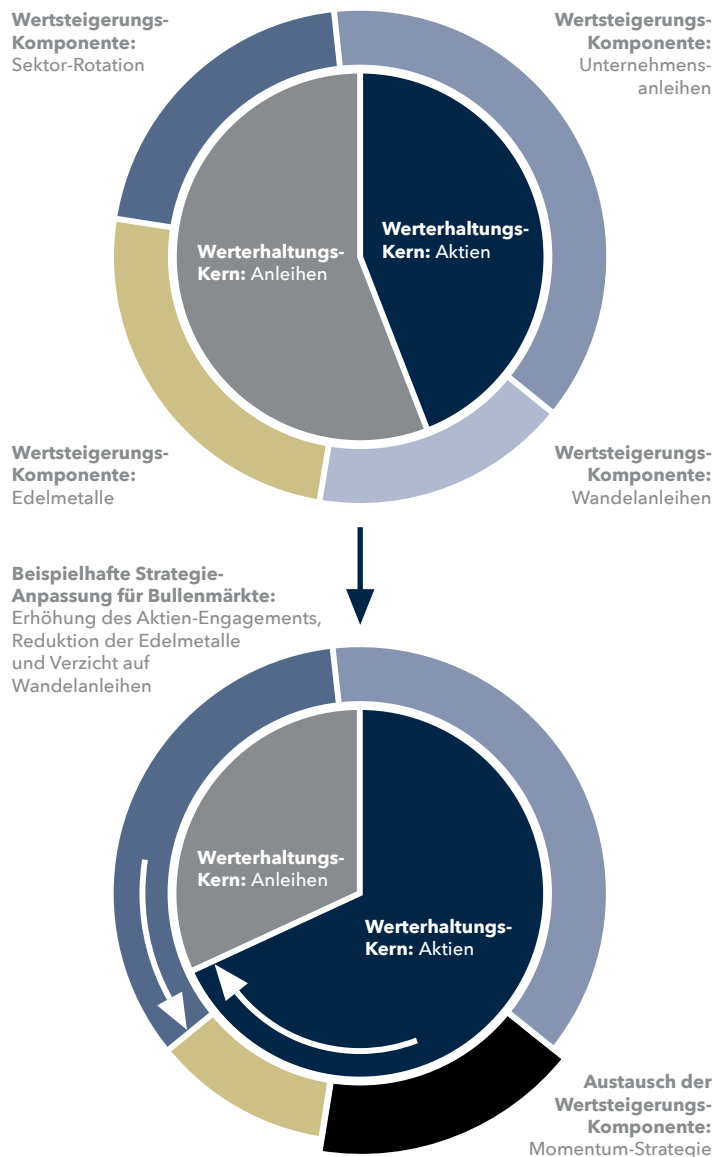 Wertsteigerungs-
Komponente:
Sektor-Rotation
Wertsteigerungs-
Komponente:
Unternehmens-
anleihen
Werterhaltungs-
Kern: Anleihen
Werterhaltungs-
Kern: Aktien
Wertsteigerungs-
Komponente:
Edelmetalle
Wertsteigerungs-
Komponente:
Wandelanleihen
Beispielhafte Strategie-
Anpassung für Bullenmärkte:
Erhöhung des Aktien-Engagements,
Reduktion der Edelmetalle
und Verzicht auf
Wandelanleihen
Werterhaltungs-
Kern: Anleihen
Werterhaltungs-
Kern: Aktien
Austausch der
Wertsteigerungs-
Komponente:
Momentum-Strategie